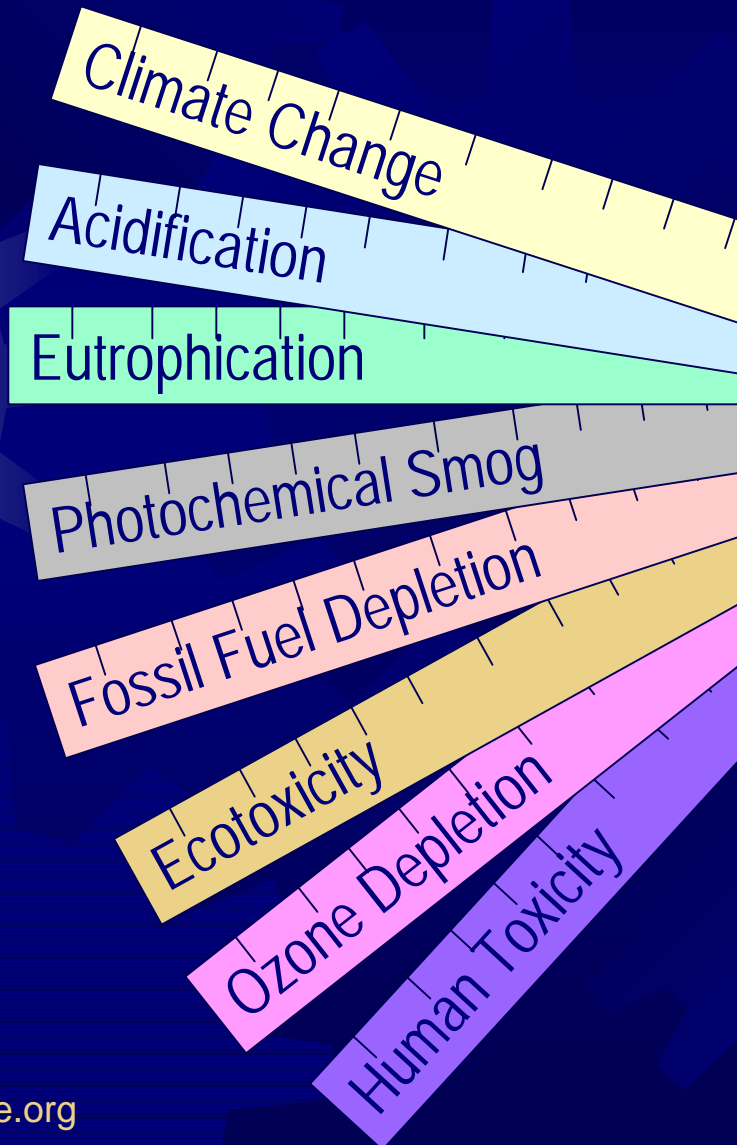 Climate Change
Acidification
Eutrophication
Photochemical Smog
Fossil Fuel Depletion
Ecotoxicity
Ozone Depletion
Human Toxicity
e.org